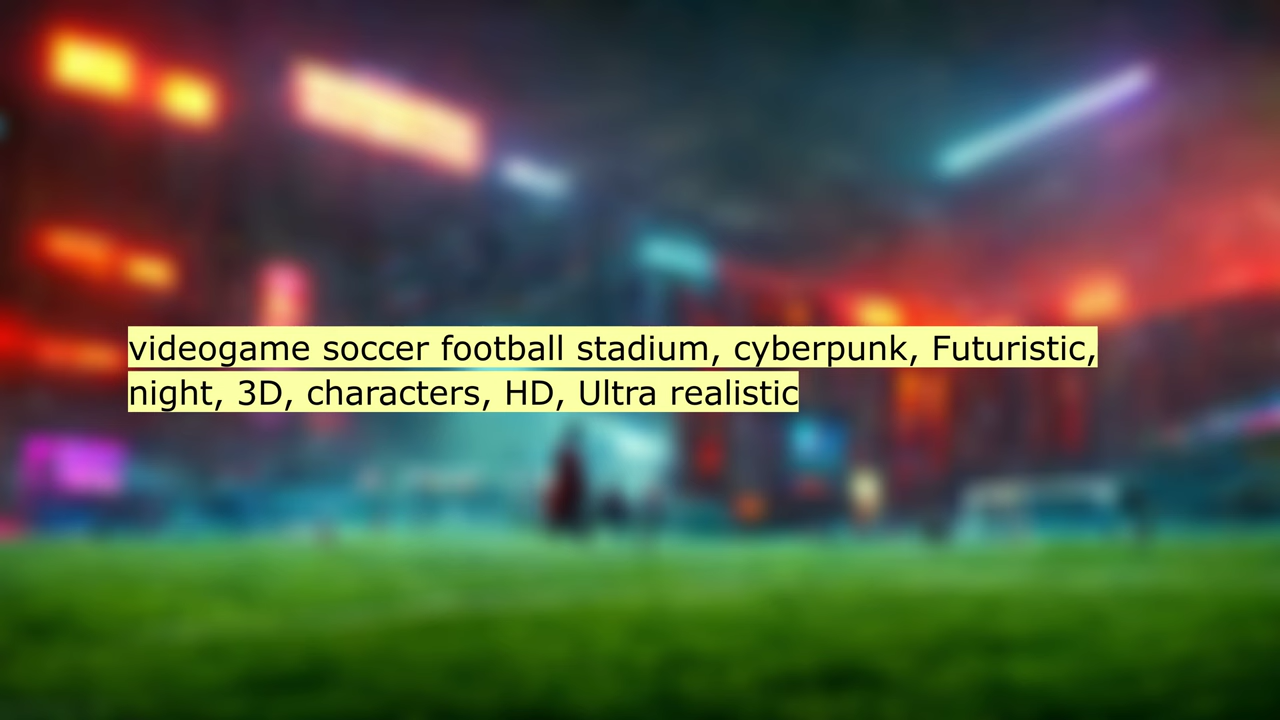 videogame soccer football stadium, cyberpunk, Futuristic,
night, 3D, characters, HD, Ultra realistic